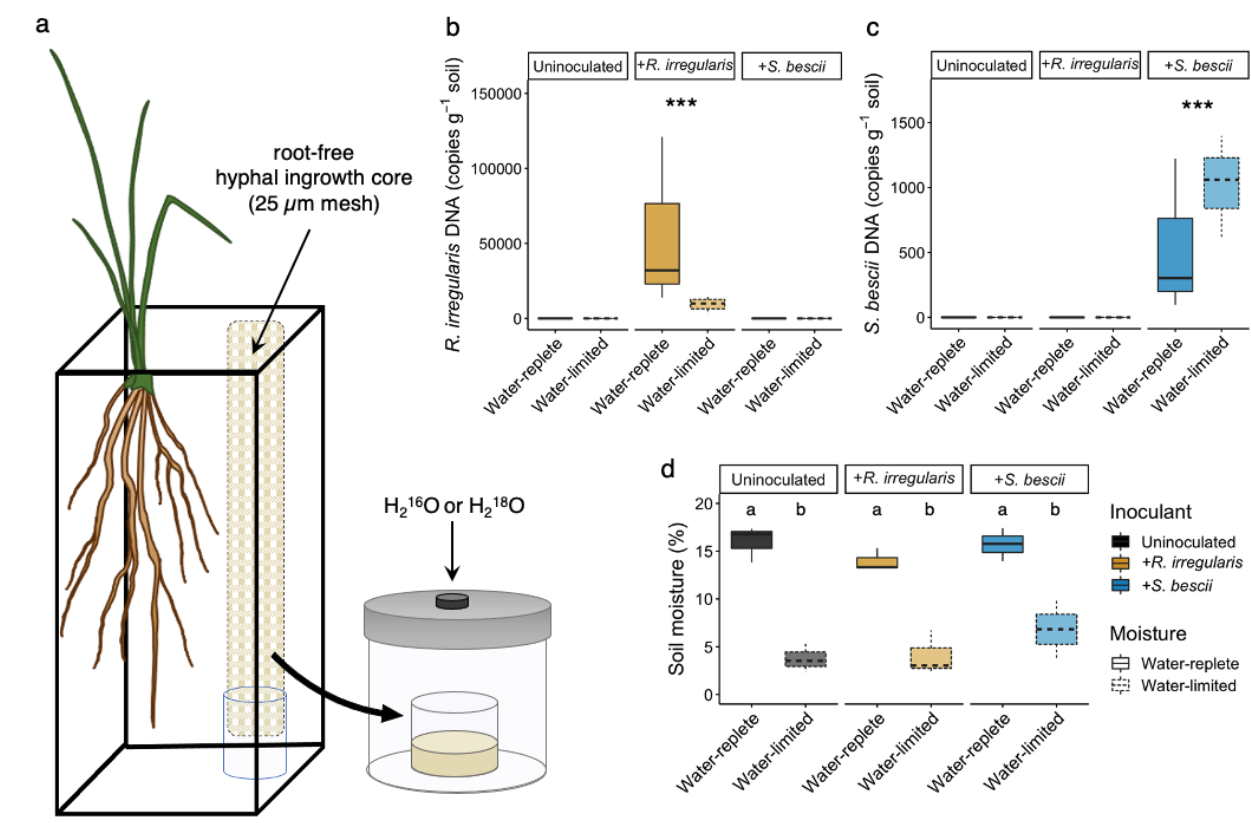 a
root-free
hyphal ingrowth core
(25 µm mesh)
H₂¹⁶O or H₂¹⁸O
b
Uninoculated
+R. irregularis
+S. bescii
R. irregularis DNA (copies g⁻¹ soil)
150000
100000
50000
0
***
Water-replete
Water-limited
Water-replete
Water-limited
Water-replete
Water-limited
c
Uninoculated
+R. irregularis
+S. bescii
S. bescii DNA (copies g⁻¹ soil)
1500
1000
500
0
***
Water-replete
Water-limited
Water-replete
Water-limited
Water-replete
Water-limited
d
Uninoculated
+R. irregularis
+S. bescii
Soil moisture (%)
20
15
10
5
0
a b a b a b
Water-replete
Water-limited
Water-replete
Water-limited
Water-replete
Water-limited
Inoculant
Uninoculated
+R. irregularis
+S. bescii
Moisture
Water-replete
Water-limited